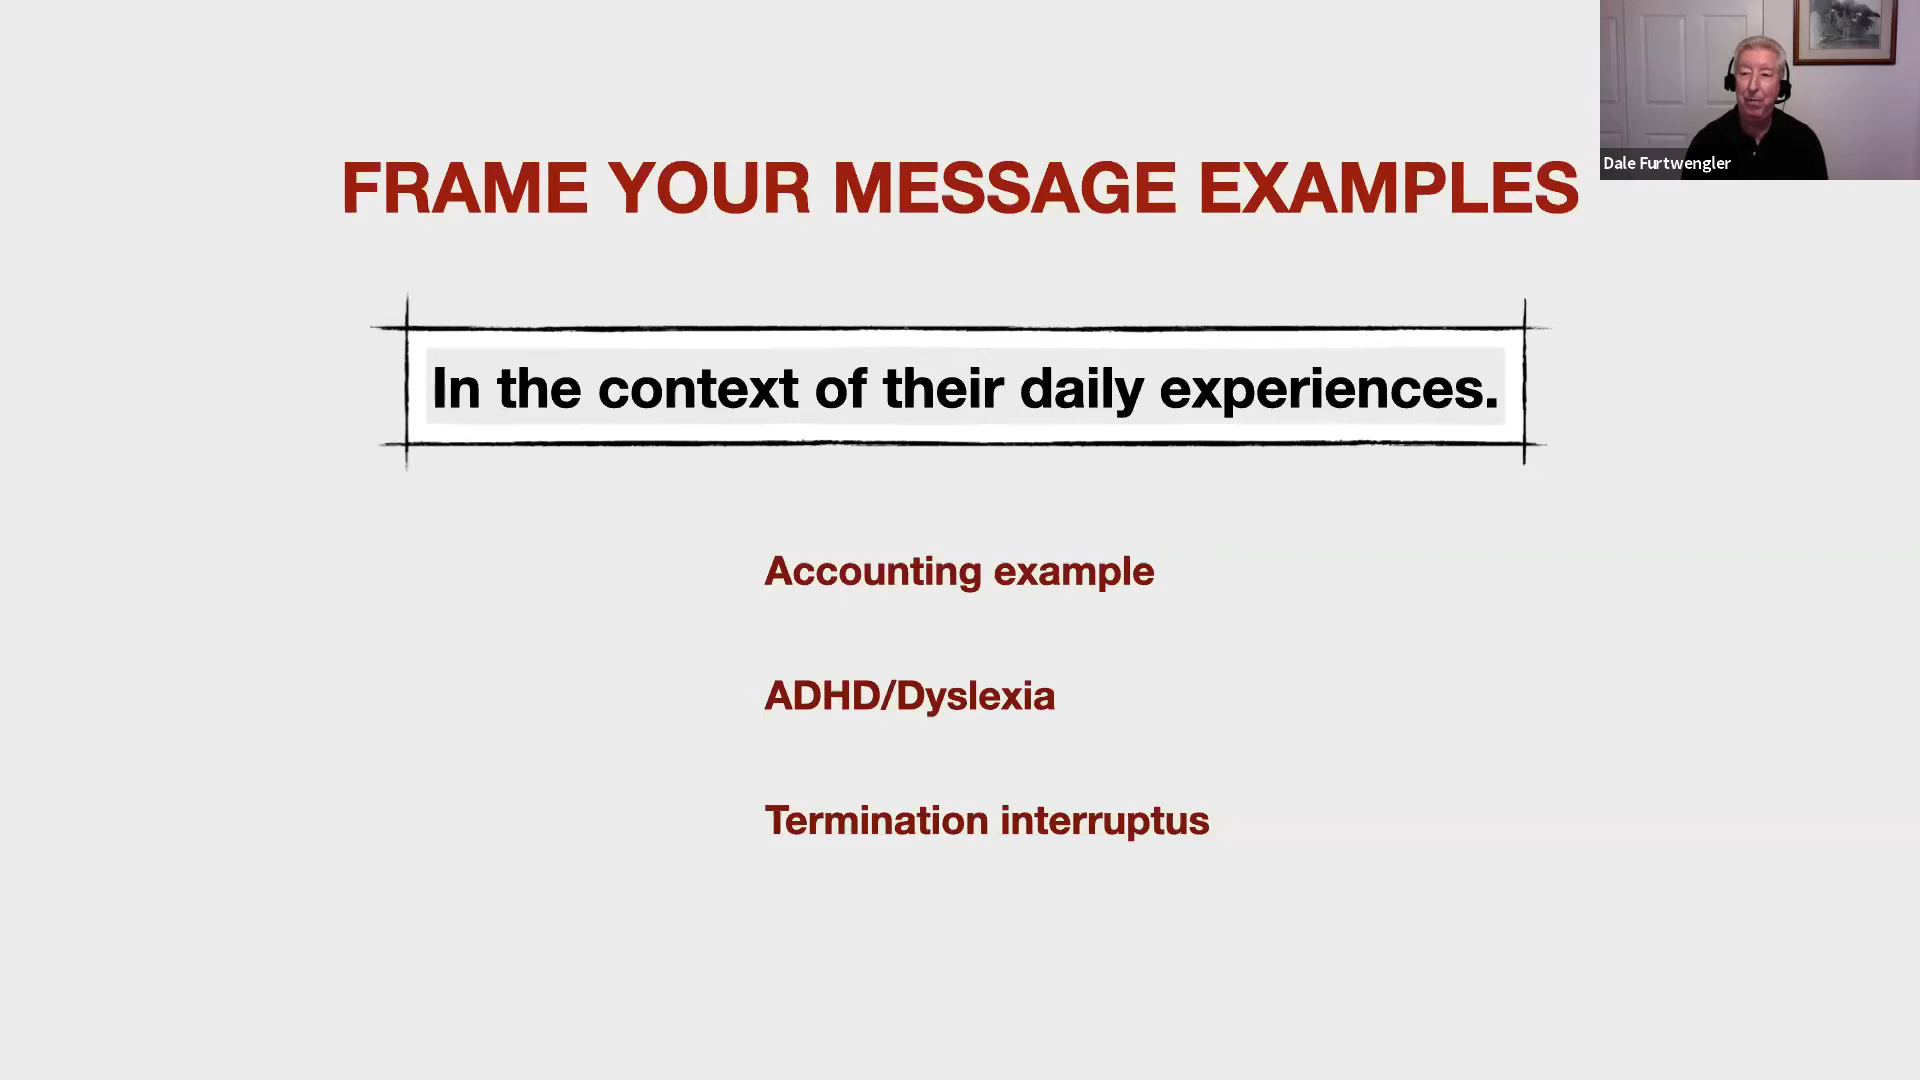 FRAME YOUR MESSAGE EXAMPLES
Dale Furtwengler
In the context of their daily experiences.
Accounting example
ADHD/Dyslexia
Termination interruptus